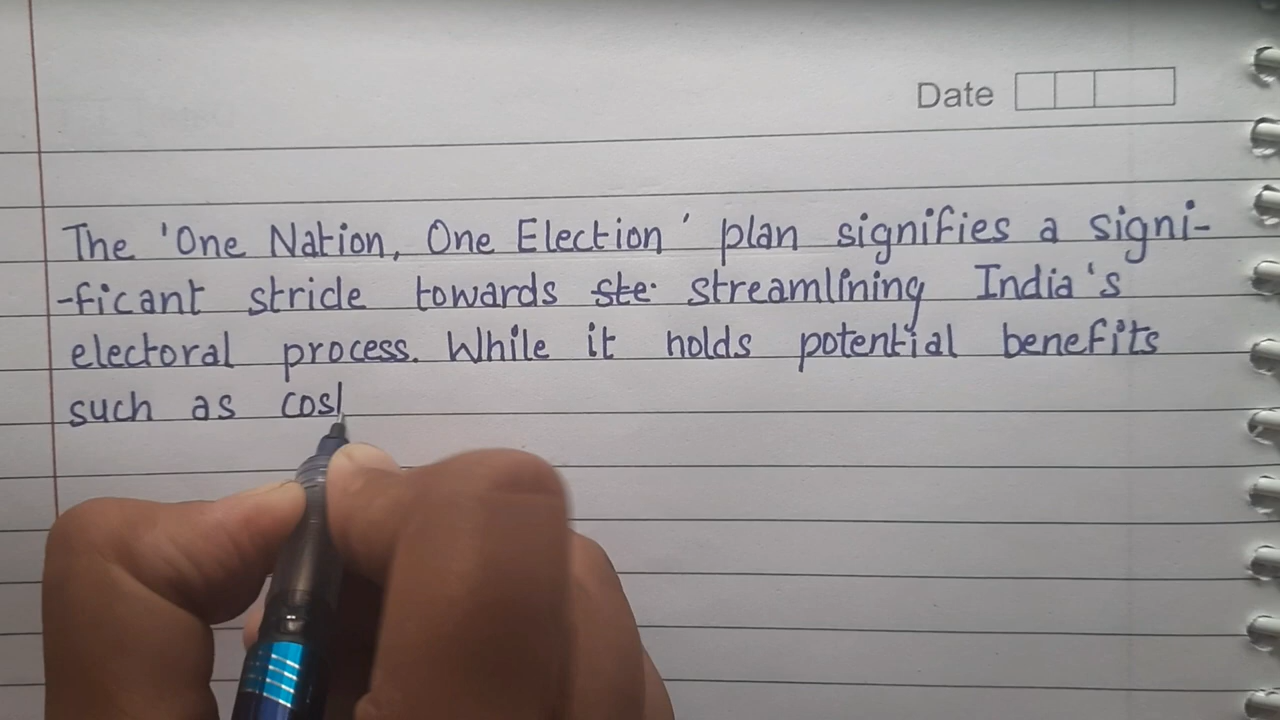 Date
The 'One Nation, One Election' plan signifies a signi-
-ficant stride towards ste streamlining India's
electoral process. While it holds potential benefits
such as cos